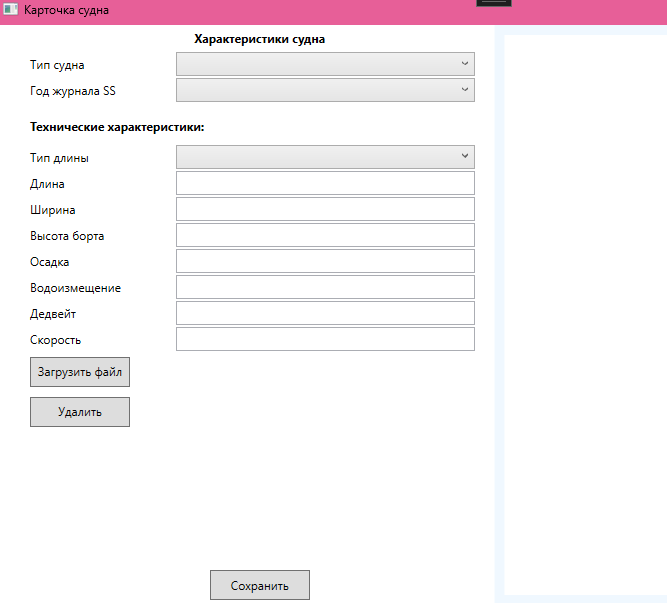 Карточка судна
Характеристики судна
Тип судна
Год журнала SS
Технические характеристики:
Тип длины
Длина
Ширина
Высота борта
Осадка
Водоизмещение
Дедвейт
Скорость
Загрузить файл
Удалить
Сохранить